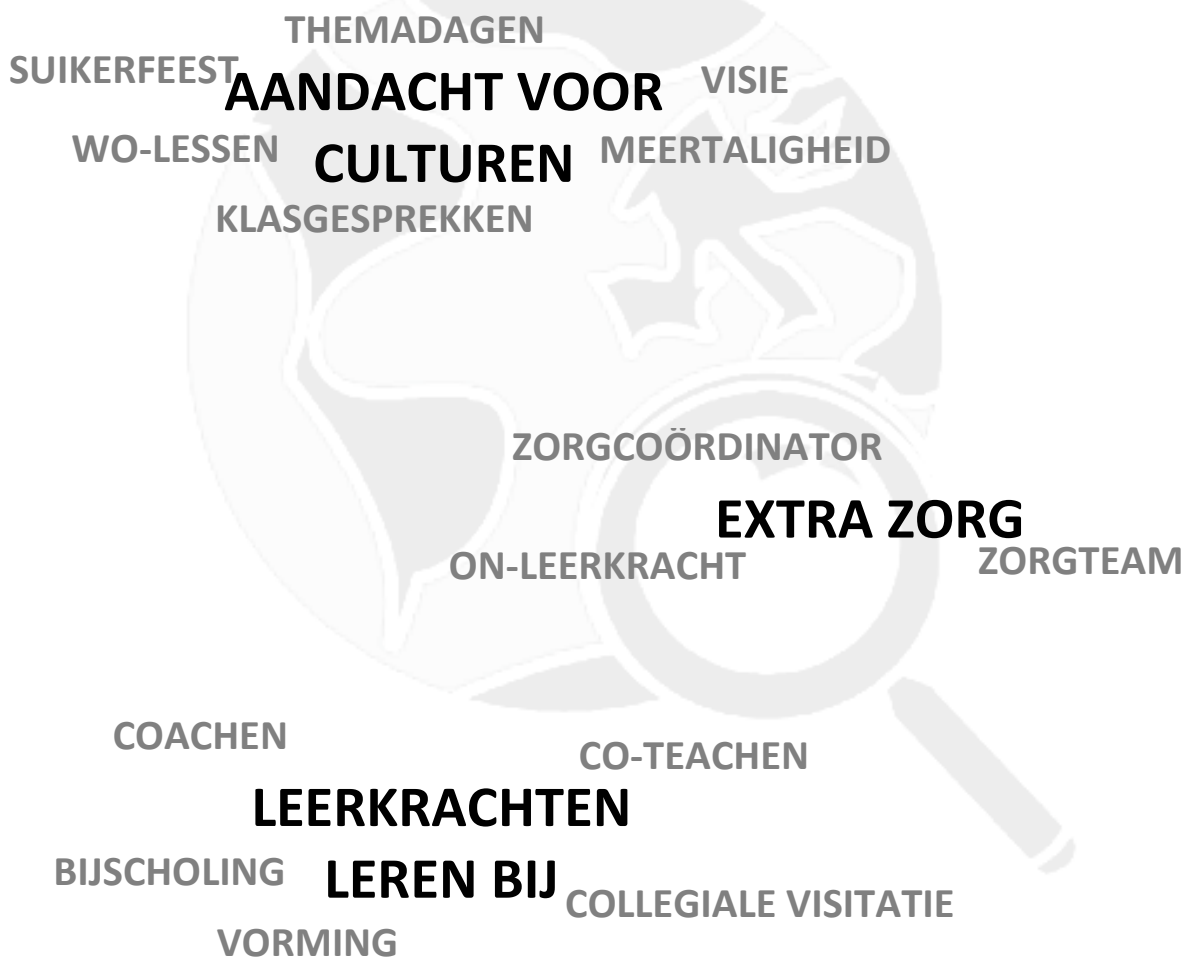 THEMADAGEN
SUIKERFEEST
AANDACHT VOOR
VISIE
WO-LESSEN
CULTUREN
MEERTALIGHEID
KLASGESPREKKEN
ZORGCOÖRDINATOR
EXTRA ZORG
ON-LEERKRACHT
ZORGTEAM
COACHEN
CO-TEACHEN
LEERKRACHTEN
BIJSCHOLING
LEREN BIJ
COLLEGIALE VISITATIE
VORMING